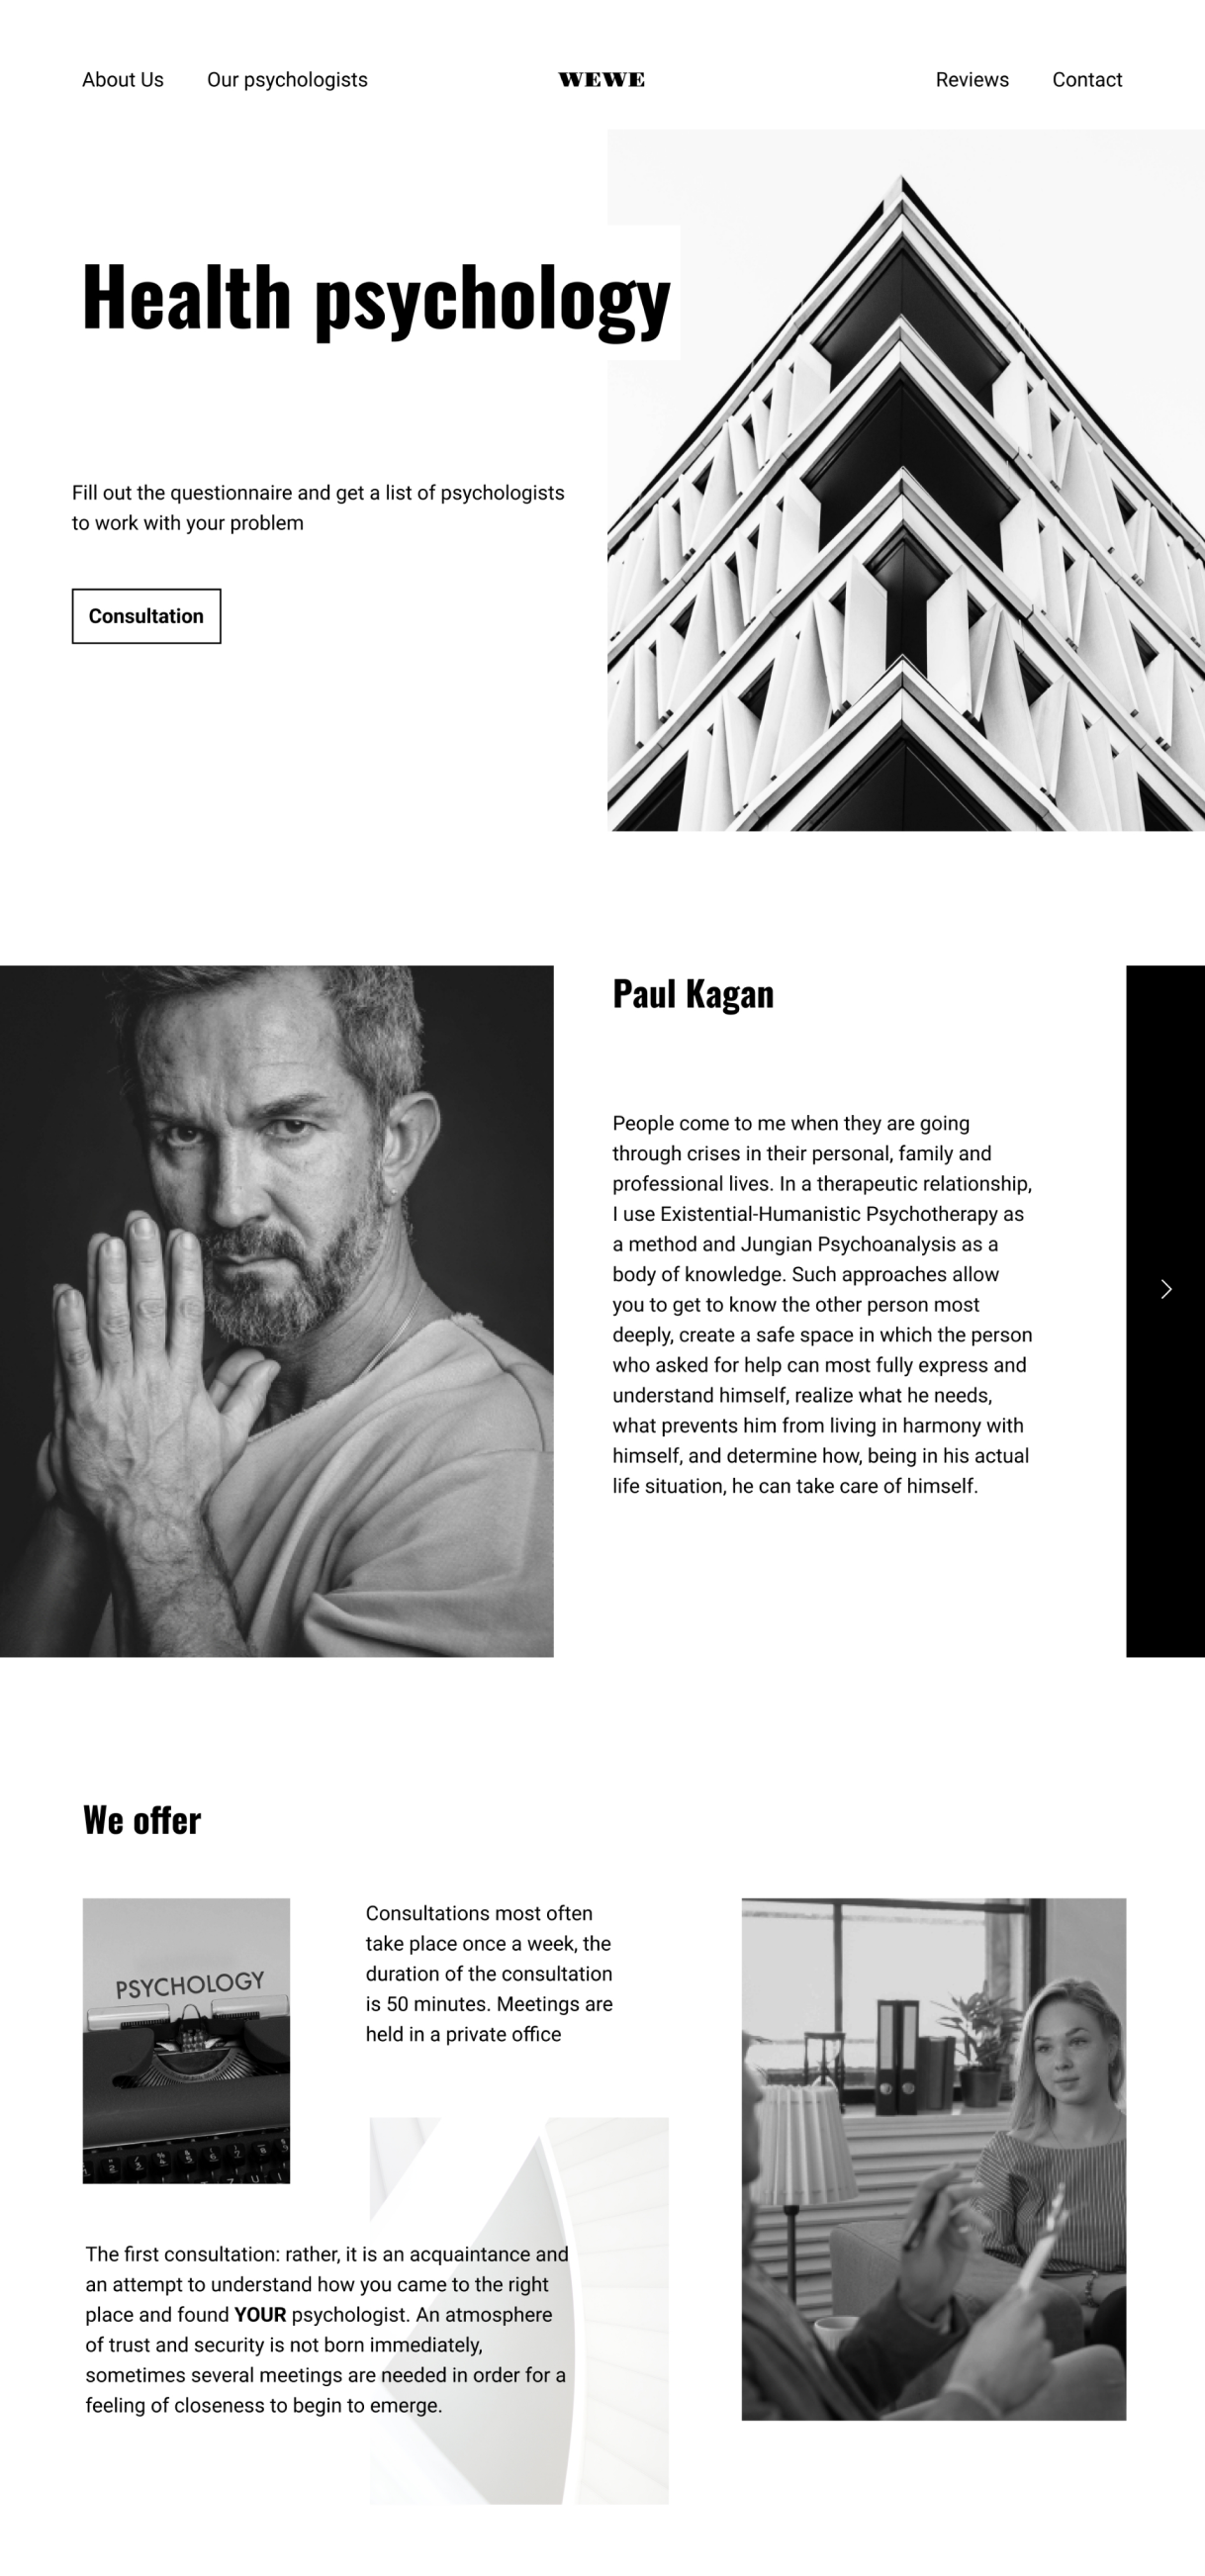 About Us
Our psychologists
WEWE
Reviews
Contact
Health psychology
Fill out the questionnaire and get a list of psychologists
to work with your problem
Consultation
Paul Kagan
People come to me when they are going
through crises in their personal, family and
professional lives. In a therapeutic relationship,
I use Existential-Humanistic Psychotherapy as
a method and Jungian Psychoanalysis as a
body of knowledge. Such approaches allow
you to get to know the other person most
deeply, create a safe space in which the person
who asked for help can most fully express and
understand himself, realize what he needs,
what prevents him from living in harmony with
himself, and determine how, being in his actual
life situation, he can take care of himself.
We offer
PSYCHOLOGY
Consultations most often
take place once a week, the
duration of the consultation
is 50 minutes. Meetings are
held in a private office
The first consultation: rather, it is an acquaintance and
an attempt to understand how you came to the right
place and found YOUR psychologist. An atmosphere
of trust and security is not born immediately,
sometimes several meetings are needed in order for a
feeling of closeness to begin to emerge.